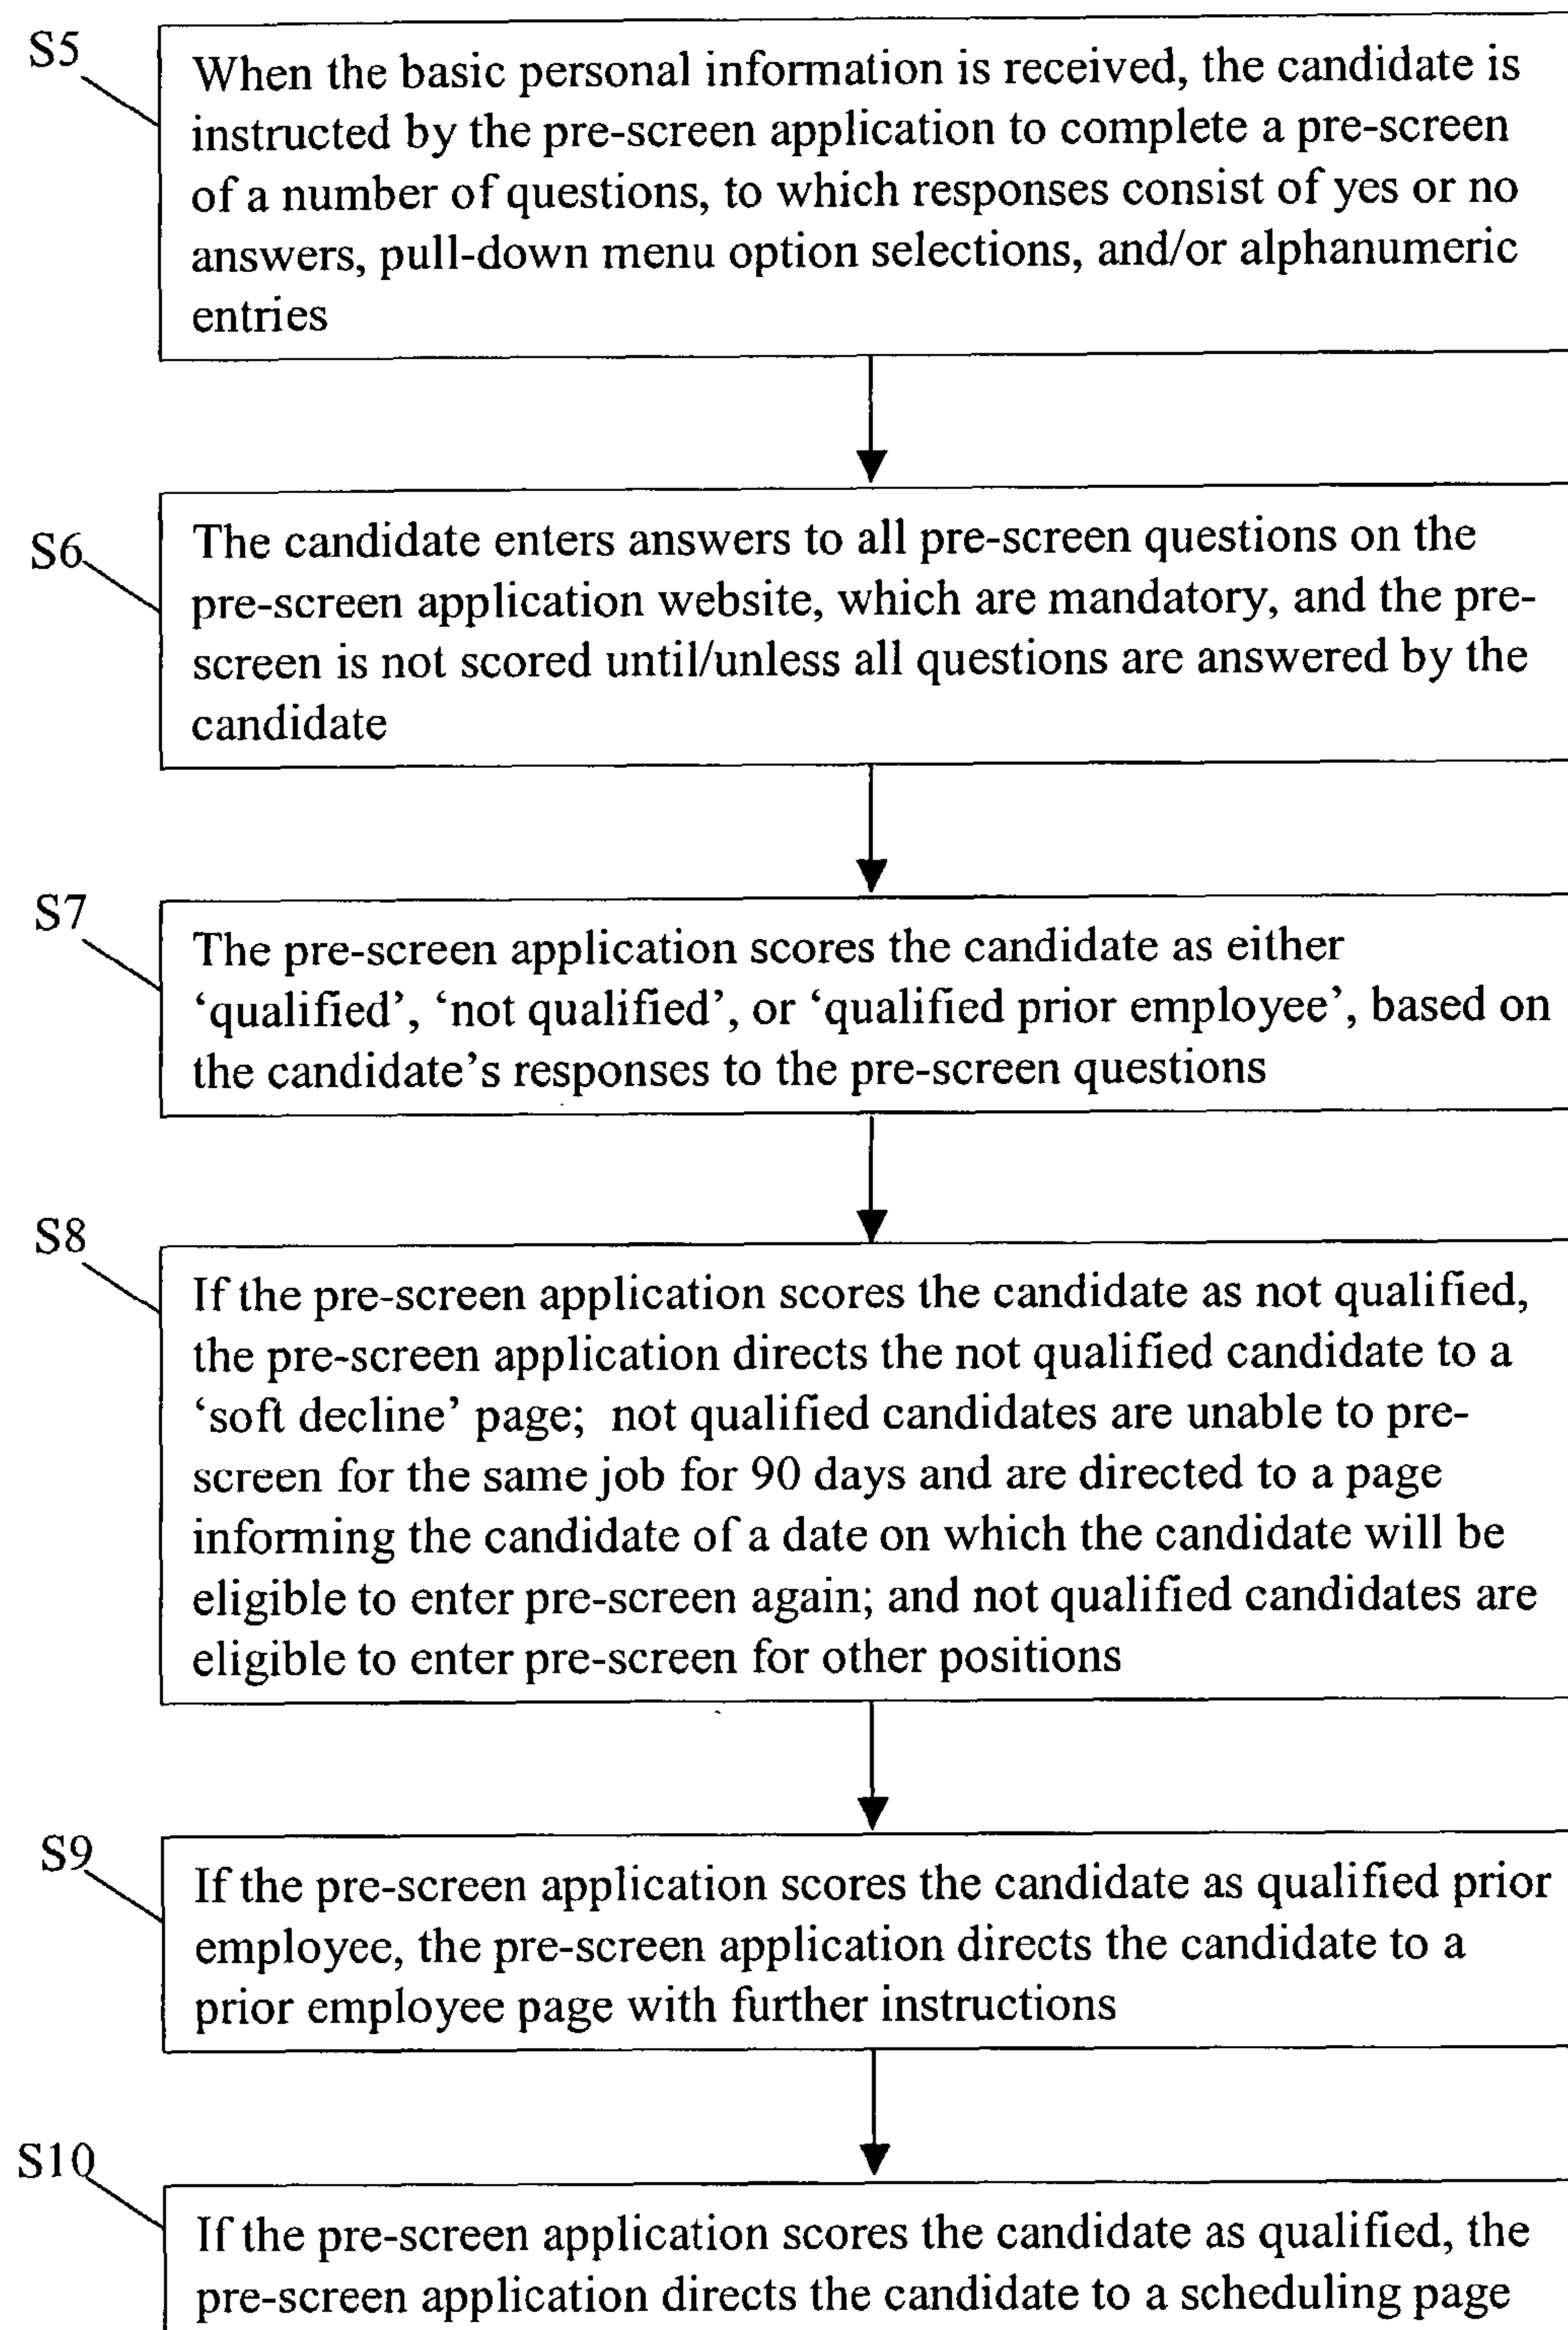 S5
When the basic personal information is received, the candidate is
instructed by the pre-screen application to complete a pre-screen
of a number of questions, to which responses consist of yes or no
answers, pull-down menu option selections, and/or alphanumeric
entries
S6
The candidate enters answers to all pre-screen questions on the
pre-screen application website, which are mandatory, and the pre-
screen is not scored until/unless all questions are answered by the
candidate
S7
The pre-screen application scores the candidate as either
‘qualified’, ‘not qualified’, or ‘qualified prior employee’, based on
the candidate’s responses to the pre-screen questions
S8
If the pre-screen application scores the candidate as not qualified,
the pre-screen application directs the not qualified candidate to a
‘soft decline’ page; not qualified candidates are unable to pre-
screen for the same job for 90 days and are directed to a page
informing the candidate of a date on which the candidate will be
eligible to enter pre-screen again; and not qualified candidates are
eligible to enter pre-screen for other positions
S9
If the pre-screen application scores the candidate as qualified prior
employee, the pre-screen application directs the candidate to a
prior employee page with further instructions
S10
If the pre-screen application scores the candidate as qualified, the
pre-screen application directs the candidate to a scheduling page